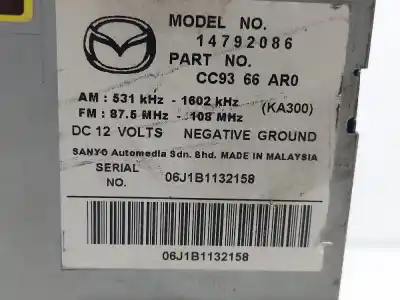 MODEL NO.
14792086
PART NO.
CC93 66 AR0
AM : 531 kHz - 1602 kHz
(KA300)
FM : 87.5 MHz - 108 MHz
DC 12 VOLTS NEGATIVE GROUND
SANYO Automedia Sdn. Bhd. MADE IN MALAYSIA
SERIAL
NO.
06J1B1132158
06J1B1132158